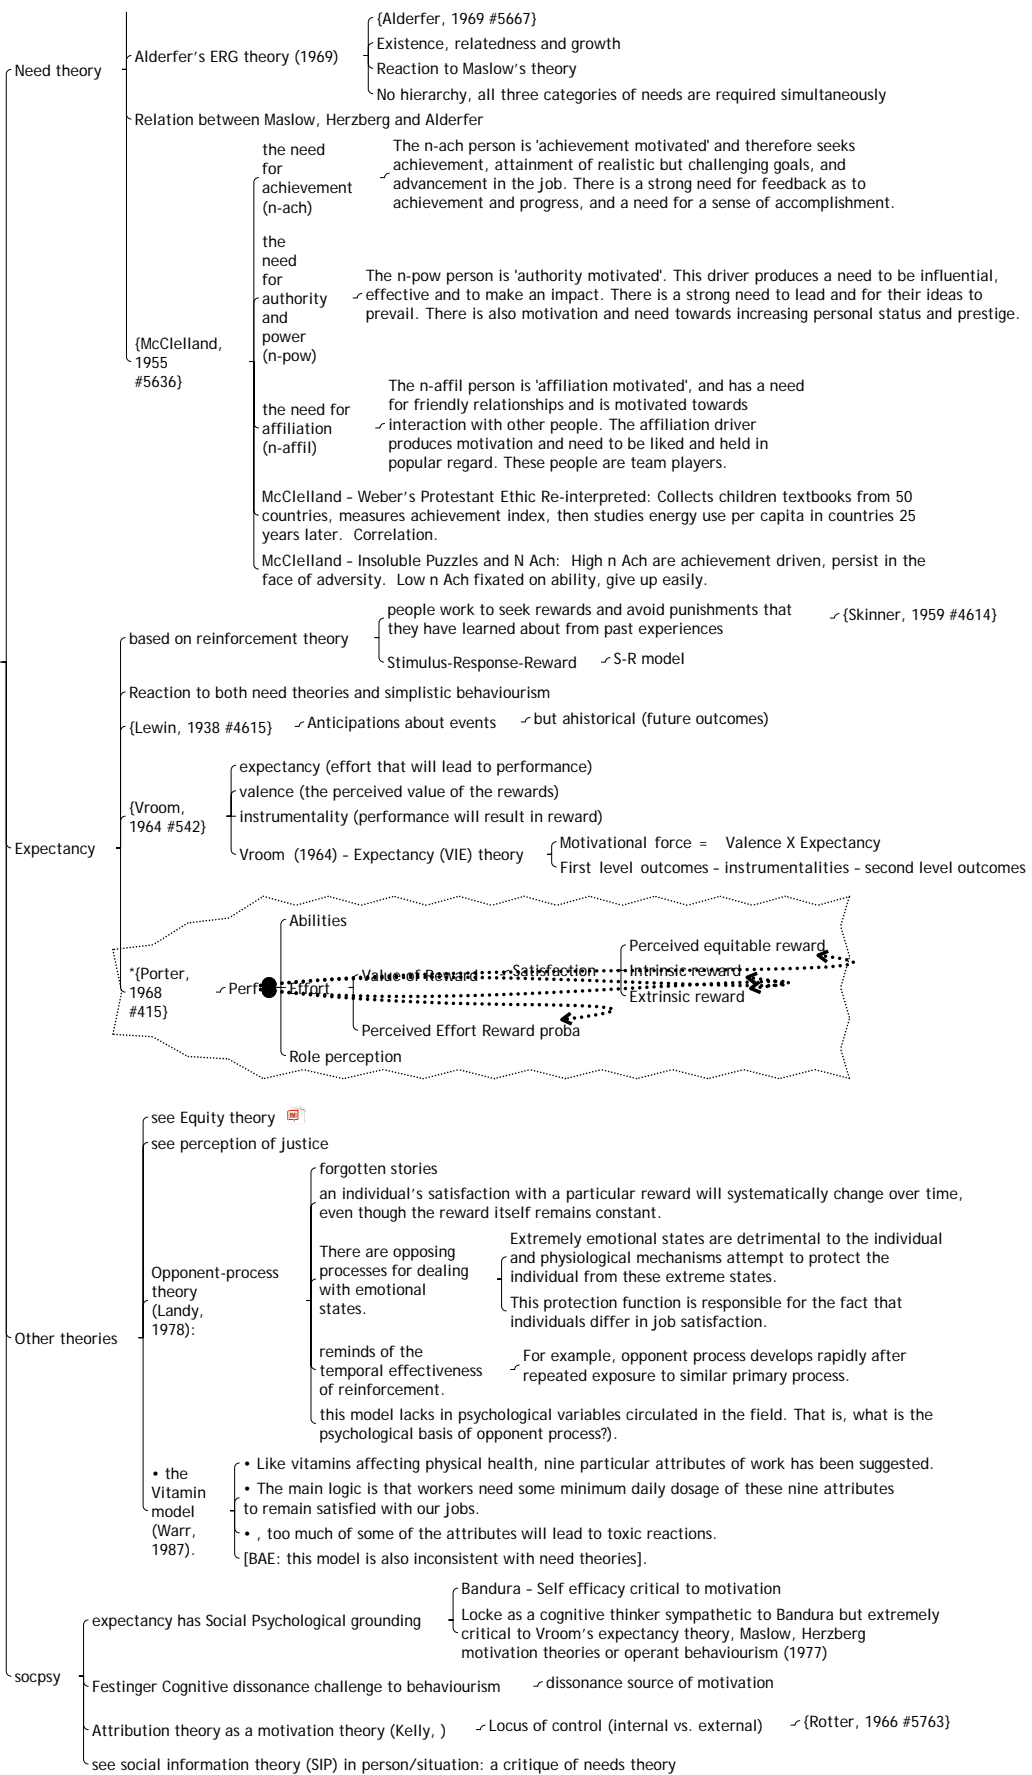 Need theory
Alderfer's ERG theory (1969)
{Alderfer, 1969 #5667}
Existence, relatedness and growth
Reaction to Maslow's theory
No hierarchy, all three categories of needs are required simultaneously
Relation between Maslow, Herzberg and Alderfer
{McClelland,
1955
#5636}
the need
for
achievement
(n-ach)
The n-ach person is 'achievement motivated' and therefore seeks
achievement, attainment of realistic but challenging goals, and
advancement in the job. There is a strong need for feedback as to
achievement and progress, and a need for a sense of accomplishment.
the
need
for
authority
and
power
(n-pow)
The n-pow person is 'authority motivated'. This driver produces a need to be influential,
effective and to make an impact. There is a strong need to lead and for their ideas to
prevail. There is also motivation and need towards increasing personal status and prestige.
the need for
affiliation
(n-affil)
The n-affil person is 'affiliation motivated', and has a need
for friendly relationships and is motivated towards
interaction with other people. The affiliation driver
produces motivation and need to be liked and held in
popular regard. These people are team players.
McClelland – Weber's Protestant Ethic Re-interpreted: Collects children textbooks from 50
countries, measures achievement index, then studies energy use per capita in countries 25
years later. Correlation.
McClelland – Insoluble Puzzles and N Ach: High n Ach are achievement driven, persist in the
face of adversity. Low n Ach fixated on ability, give up easily.
Expectancy
based on reinforcement theory
people work to seek rewards and avoid punishments that
they have learned about from past experiences
{Skinner, 1959 #4614}
Stimulus-Response-Reward
S-R model
Reaction to both need theories and simplistic behaviourism
{Lewin, 1938 #4615}
Anticipations about events
but ahistorical (future outcomes)
{Vroom,
1964 #542}
expectancy (effort that will lead to performance)
valence (the perceived value of the rewards)
instrumentality (performance will result in reward)
Vroom (1964) – Expectancy (VIE) theory
Motivational force = Valence X Expectancy
First level outcomes – instrumentalities – second level outcomes
*{Porter,
1968
#415}
Perf
Abilities
Effort
Value of Reward
Satisfaction
Perceived equitable reward
Intrinsic reward
Extrinsic reward
Perceived Effort Reward proba
Role perception
Other theories
see Equity theory
see perception of justice
Opponent-process
theory
(Landy,
1978):
forgotten stories
an individual's satisfaction with a particular reward will systematically change over time,
even though the reward itself remains constant.
There are opposing
processes for dealing
with emotional
states.
Extremely emotional states are detrimental to the individual
and physiological mechanisms attempt to protect the
individual from these extreme states.
This protection function is responsible for the fact that
individuals differ in job satisfaction.
reminds of the
temporal effectiveness
of reinforcement.
For example, opponent process develops rapidly after
repeated exposure to similar primary process.
this model lacks in psychological variables circulated in the field. That is, what is the
psychological basis of opponent process?).
• the
Vitamin
model
(Warr,
1987).
• Like vitamins affecting physical health, nine particular attributes of work has been suggested.
• The main logic is that workers need some minimum daily dosage of these nine attributes
to remain satisfied with our jobs.
• , too much of some of the attributes will lead to toxic reactions.
[BAE: this model is also inconsistent with need theories].
socpsy
expectancy has Social Psychological grounding
Bandura – Self efficacy critical to motivation
Locke as a cognitive thinker sympathetic to Bandura but extremely
critical to Vroom's expectancy theory, Maslow, Herzberg
motivation theories or operant behaviourism (1977)
Festinger Cognitive dissonance challenge to behaviourism
dissonance source of motivation
Attribution theory as a motivation theory (Kelly, )
Locus of control (internal vs. external)
{Rotter, 1966 #5763}
see social information theory (SIP) in person/situation: a critique of needs theory